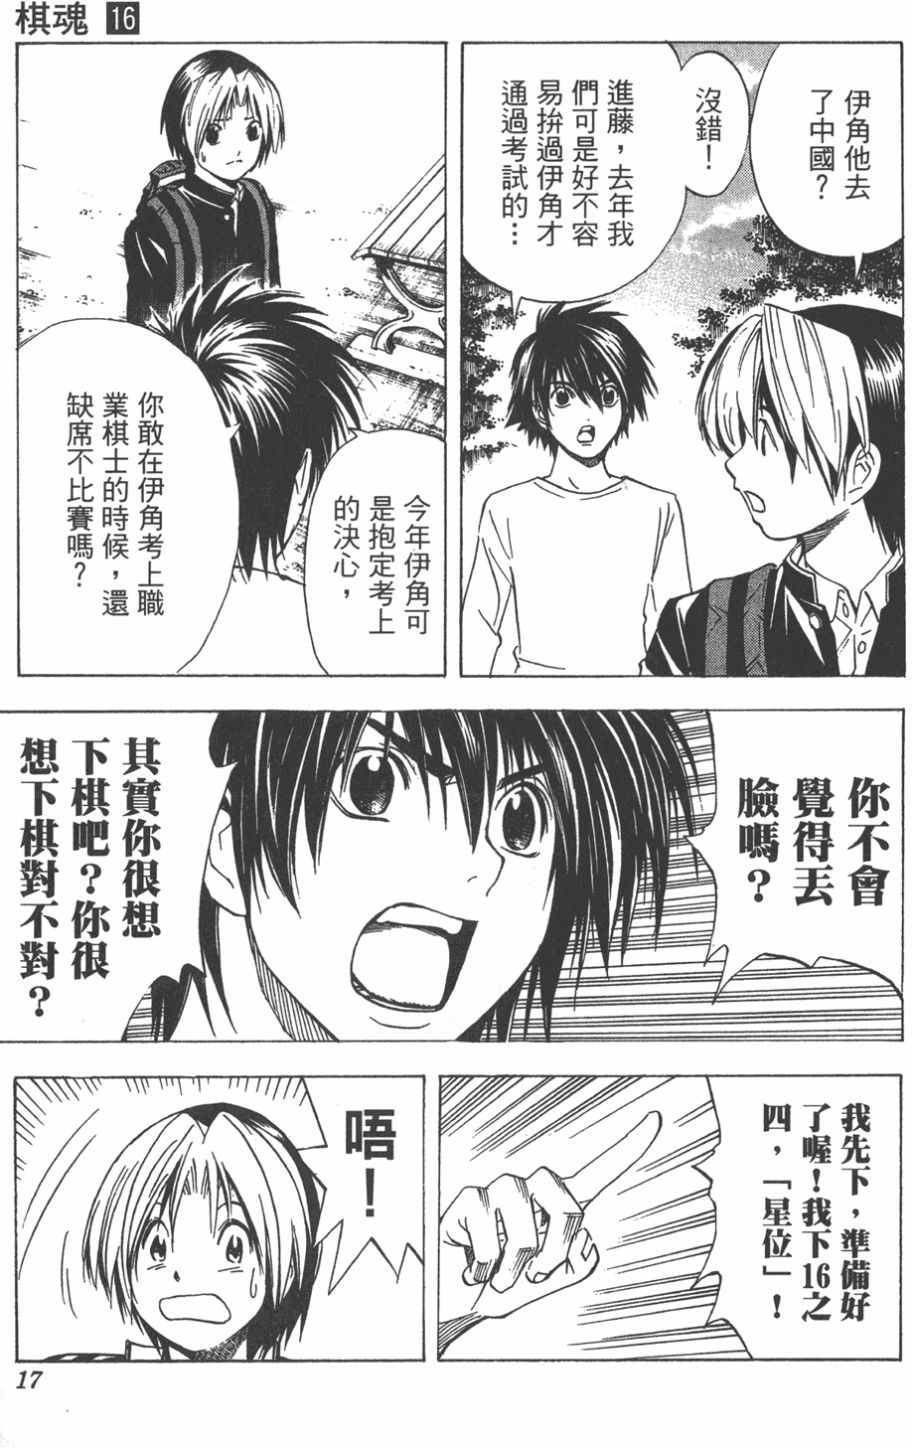 棋魂 16
伊角他去
了中國？
沒錯！
進藤，去年我
們可是好不容
易拚過伊角才
通過考試的…
今年伊角可
是抱定考上
的決心，
你敢在伊角考上職
業棋士的時候，還
缺席不比賽嗎？
你不會
覺得丟
臉嗎？
其實你很想
下棋吧？你很
想下棋對不對？
我先下，準備好
了喔！我下16之
四，「星位」！
唔！
17